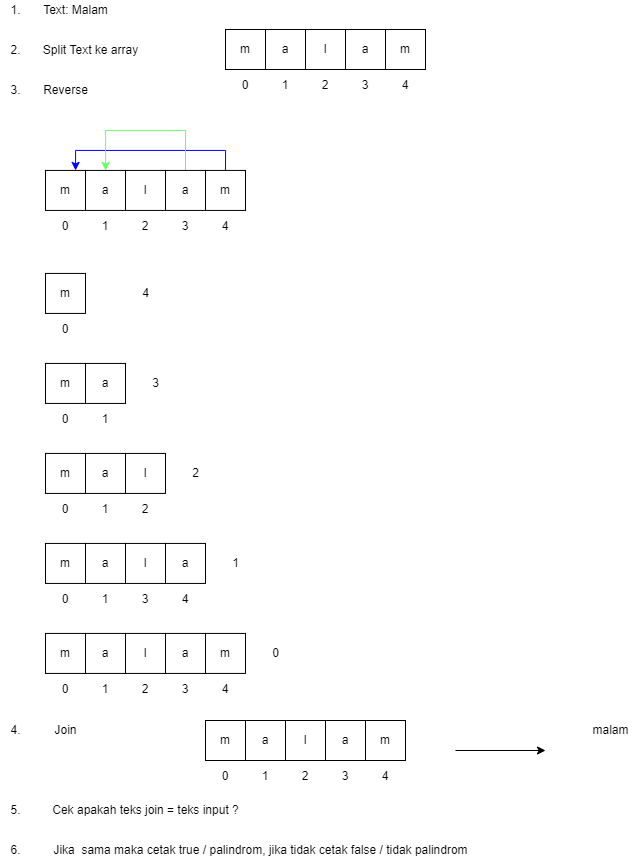 1. Text: Malam
2. Split Text ke array
m a l a m
0 1 2 3 4
3. Reverse
m a l a m
0 1 2 3 4
m 4
0
m a 3
0 1
m a l 2
0 1 2
m a l a 1
0 1 3 4
m a l a m 0
0 1 2 3 4
4. Join
m a l a m
malam
0 1 2 3 4
5. Cek apakah teks join = teks input ?
6. Jika sama maka cetak true / palindrom, jika tidak cetak false / tidak palindrom